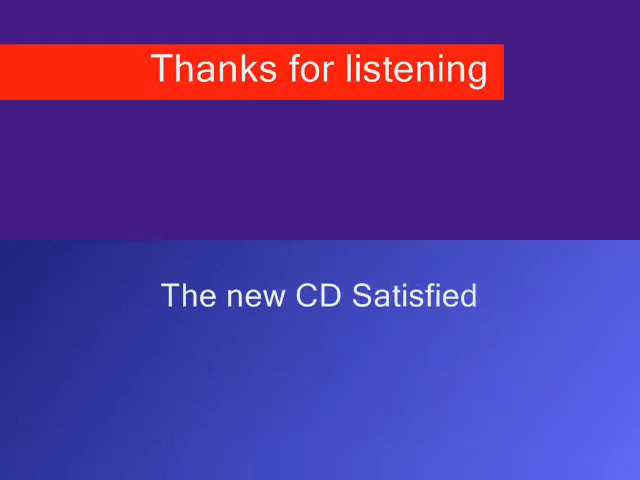 Thanks for listening
The new CD Satisfied